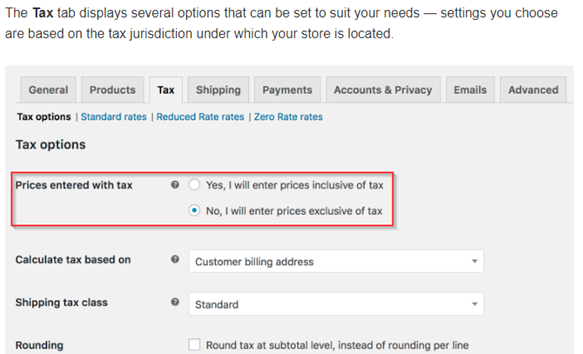 The Tax tab displays several options that can be set to suit your needs — settings you choose
are based on the tax jurisdiction under which your store is located.
General Products Tax Shipping Payments Accounts & Privacy Emails Advanced
Tax options | Standard rates | Reduced Rate rates | Zero Rate rates
Tax options
Prices entered with tax ? Yes, I will enter prices inclusive of tax
No, I will enter prices exclusive of tax
Calculate tax based on ? Customer billing address
Shipping tax class ? Standard
Rounding Round tax at subtotal level, instead of rounding per line